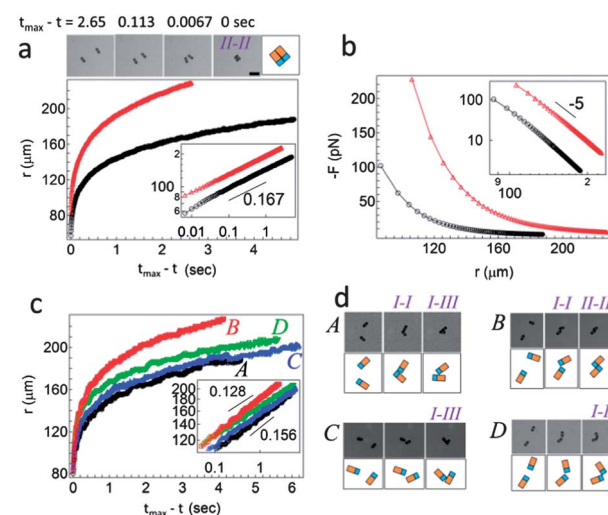 t_max - t = 2.65 0.113 0.0067 0 sec
II-II
a
r (μm)
200
160
120
80
0 1 2 3 4
t_max - t (sec)
2
100
8
6
0.01 0.1 1
0.167
b
-F (pN)
200
150
100
50
120 160 200
r (μm)
100
10
-5
9
100
2
c
r (μm)
200
160
120
80
0 1 2 3 4 5 6
t_max - t (sec)
B
D
C
A
200
180
160
140
120
0.128
0.156
0.1 1
d
I-I I-III
A
I-I II-II
B
I-III
C
D